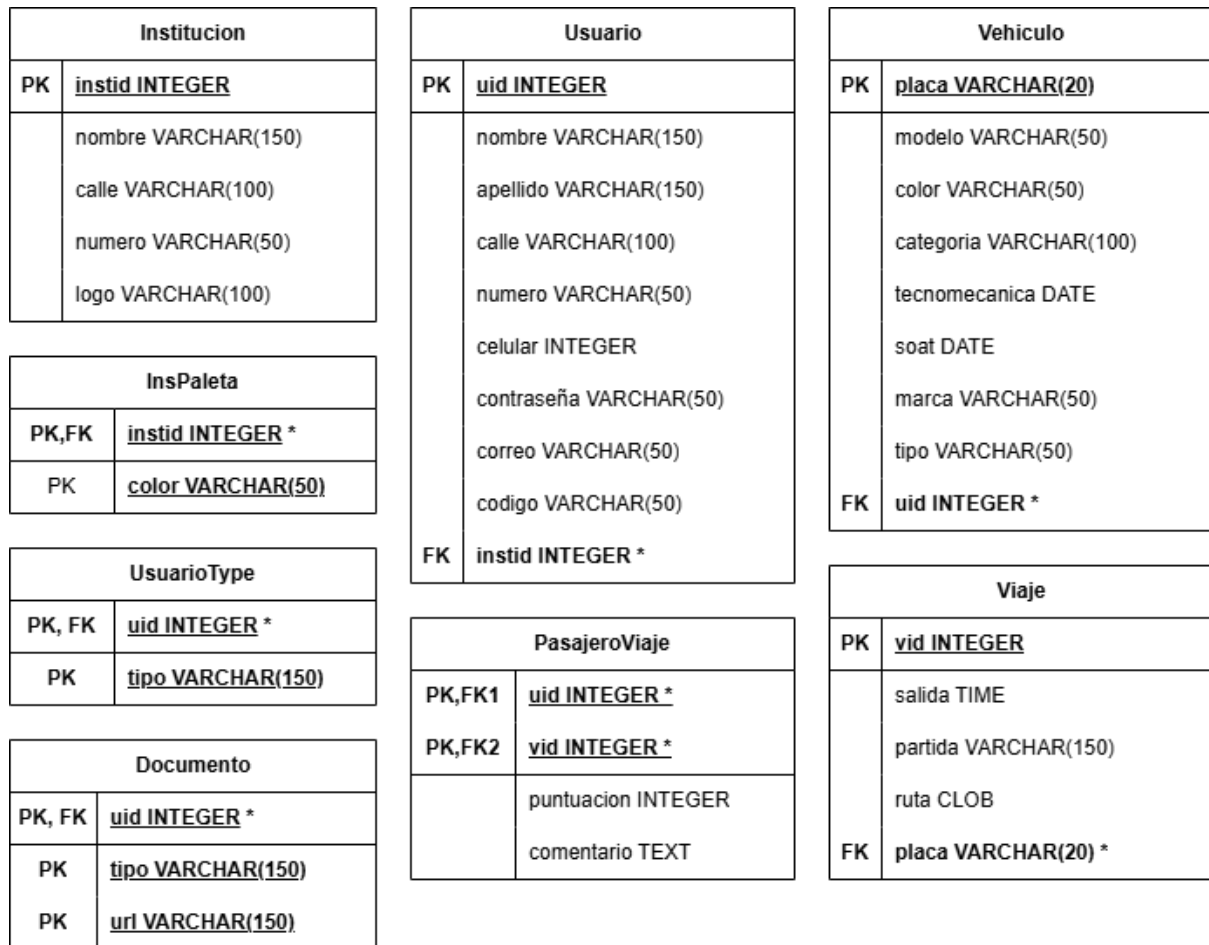 Institucion
PK instid INTEGER
nombre VARCHAR(150)
calle VARCHAR(100)
numero VARCHAR(50)
logo VARCHAR(100)
InsPaleta
PK,FK instid INTEGER *
PK color VARCHAR(50)
UsuarioType
PK, FK uid INTEGER *
PK tipo VARCHAR(150)
Documento
PK, FK uid INTEGER *
PK tipo VARCHAR(150)
PK url VARCHAR(150)
Usuario
PK uid INTEGER
nombre VARCHAR(150)
apellido VARCHAR(150)
calle VARCHAR(100)
numero VARCHAR(50)
celular INTEGER
contraseña VARCHAR(50)
correo VARCHAR(50)
codigo VARCHAR(50)
FK instid INTEGER *
PasajeroViaje
PK,FK1 uid INTEGER *
PK,FK2 vid INTEGER *
puntuacion INTEGER
comentario TEXT
Vehiculo
PK placa VARCHAR(20)
modelo VARCHAR(50)
color VARCHAR(50)
categoria VARCHAR(100)
tecnomecanica DATE
soat DATE
marca VARCHAR(50)
tipo VARCHAR(50)
FK uid INTEGER *
Viaje
PK vid INTEGER
salida TIME
partida VARCHAR(150)
ruta CLOB
FK placa VARCHAR(20) *